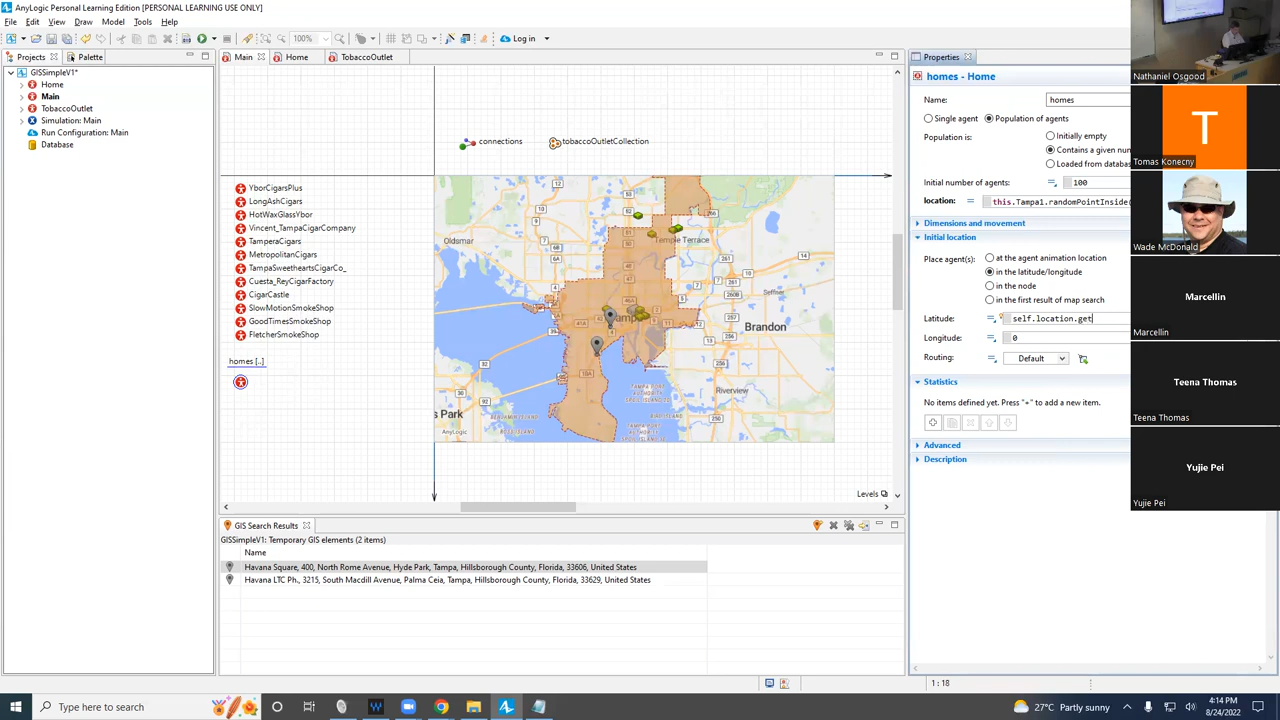 AnyLogic Personal Learning Edition [PERSONAL LEARNING USE ONLY]
File Edit View Draw Model Tools Help
100% Log in
Projects Palette
GISSimpleV1*
Home
Main
TobaccoOutlet
Simulation: Main
Run Configuration: Main
Database
Main Home TobaccoOutlet
connections tobaccoOutletCollection
YborCigarsPlus
LongAshCigars
HotWaxGlassYbor
Vincent_TampaCigarCompany
TamperaCigars
MetropolitanCigars
TampaSweetheartsCigarCo_
Cuesta_ReyCigarFactory
CigarCastle
SlowMotionSmokeShop
GoodTimesSmokeShop
FletcherSmokeShop
homes [..]
Oldsmar
Temple Terrace
Seffner
Brandon
Riverview
s Park
AnyLogic
Levels
GIS Search Results
GISSimpleV1: Temporary GIS elements (2 items)
Name
Havana Square, 400, North Rome Avenue, Hyde Park, Tampa, Hillsborough County, Florida, 33606, United States
Havana LTC Ph., 3215, South Macdill Avenue, Palma Ceia, Tampa, Hillsborough County, Florida, 33629, United States
Properties
homes - Home
Name: homes
Single agent Population of agents
Population is: Initially empty
Contains a given num
Loaded from databas
Initial number of agents: 100
location: this.Tampa1.randomPointInside(
Dimensions and movement
Initial location
Place agent(s): at the agent animation location
in the latitude/longitude
in the node
in the first result of map search
Latitude: self.location.get
Longitude: 0
Routing: Default
Statistics
No items defined yet. Press "+" to add a new item.
Advanced
Description
1 : 18
Nathaniel Osgood
T
Tomas Konecny
Wade McDonald
Marcellin
Marcellin
Teena Thomas
Teena Thomas
Yujie Pei
Yujie Pei
Type here to search
27°C Partly sunny
4:14 PM
8/24/2022